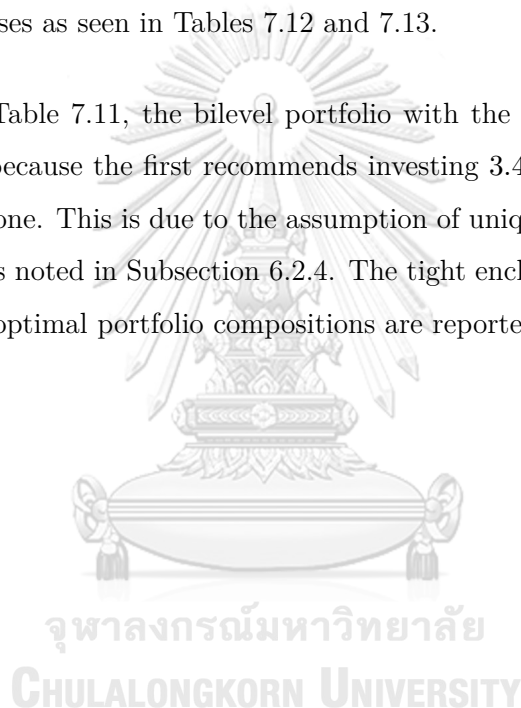 ses as seen in Tables 7.12 and 7.13.
Table 7.11, the bilevel portfolio with the
because the first recommends investing 3.4
one. This is due to the assumption of uniq
s noted in Subsection 6.2.4. The tight encl
optimal portfolio compositions are reporte
จุฬาลงกรณ์มหาวิทยาลัย
CHULALONGKORN UNIVERSITY